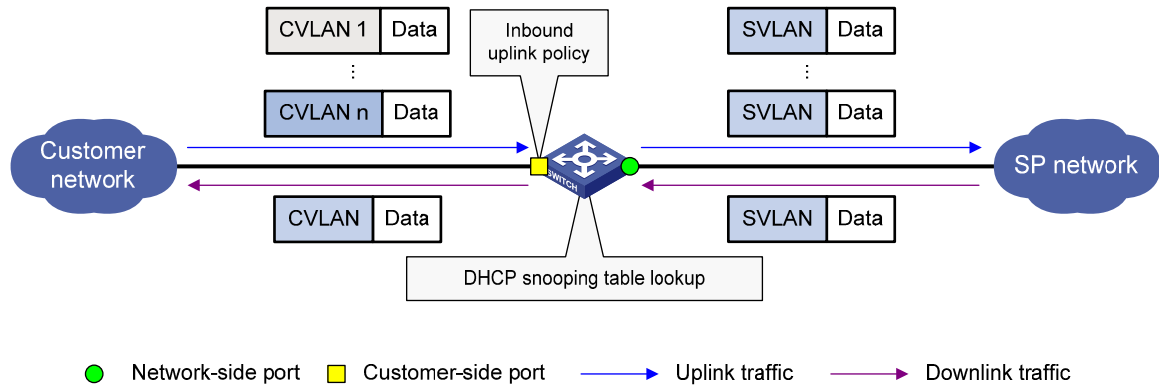 CVLAN 1 Data
Inbound
uplink policy
SVLAN Data
⋮
⋮
CVLAN n Data
SVLAN Data
Customer
network
SWITCH
SP network
CVLAN Data
SVLAN Data
DHCP snooping table lookup
Network-side port
Customer-side port
Uplink traffic
Downlink traffic